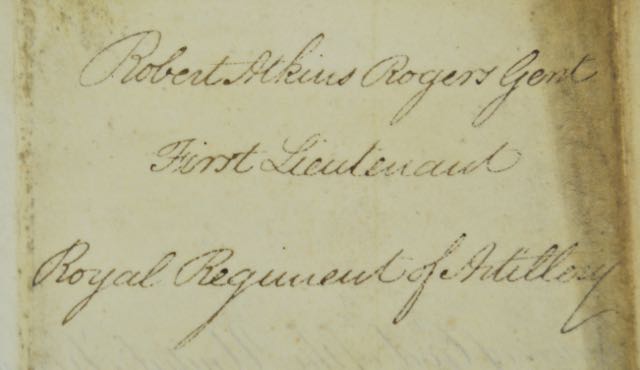 Robert Atkins Rogers Gent
First Lieutenant
Royal Regiment of Artillery